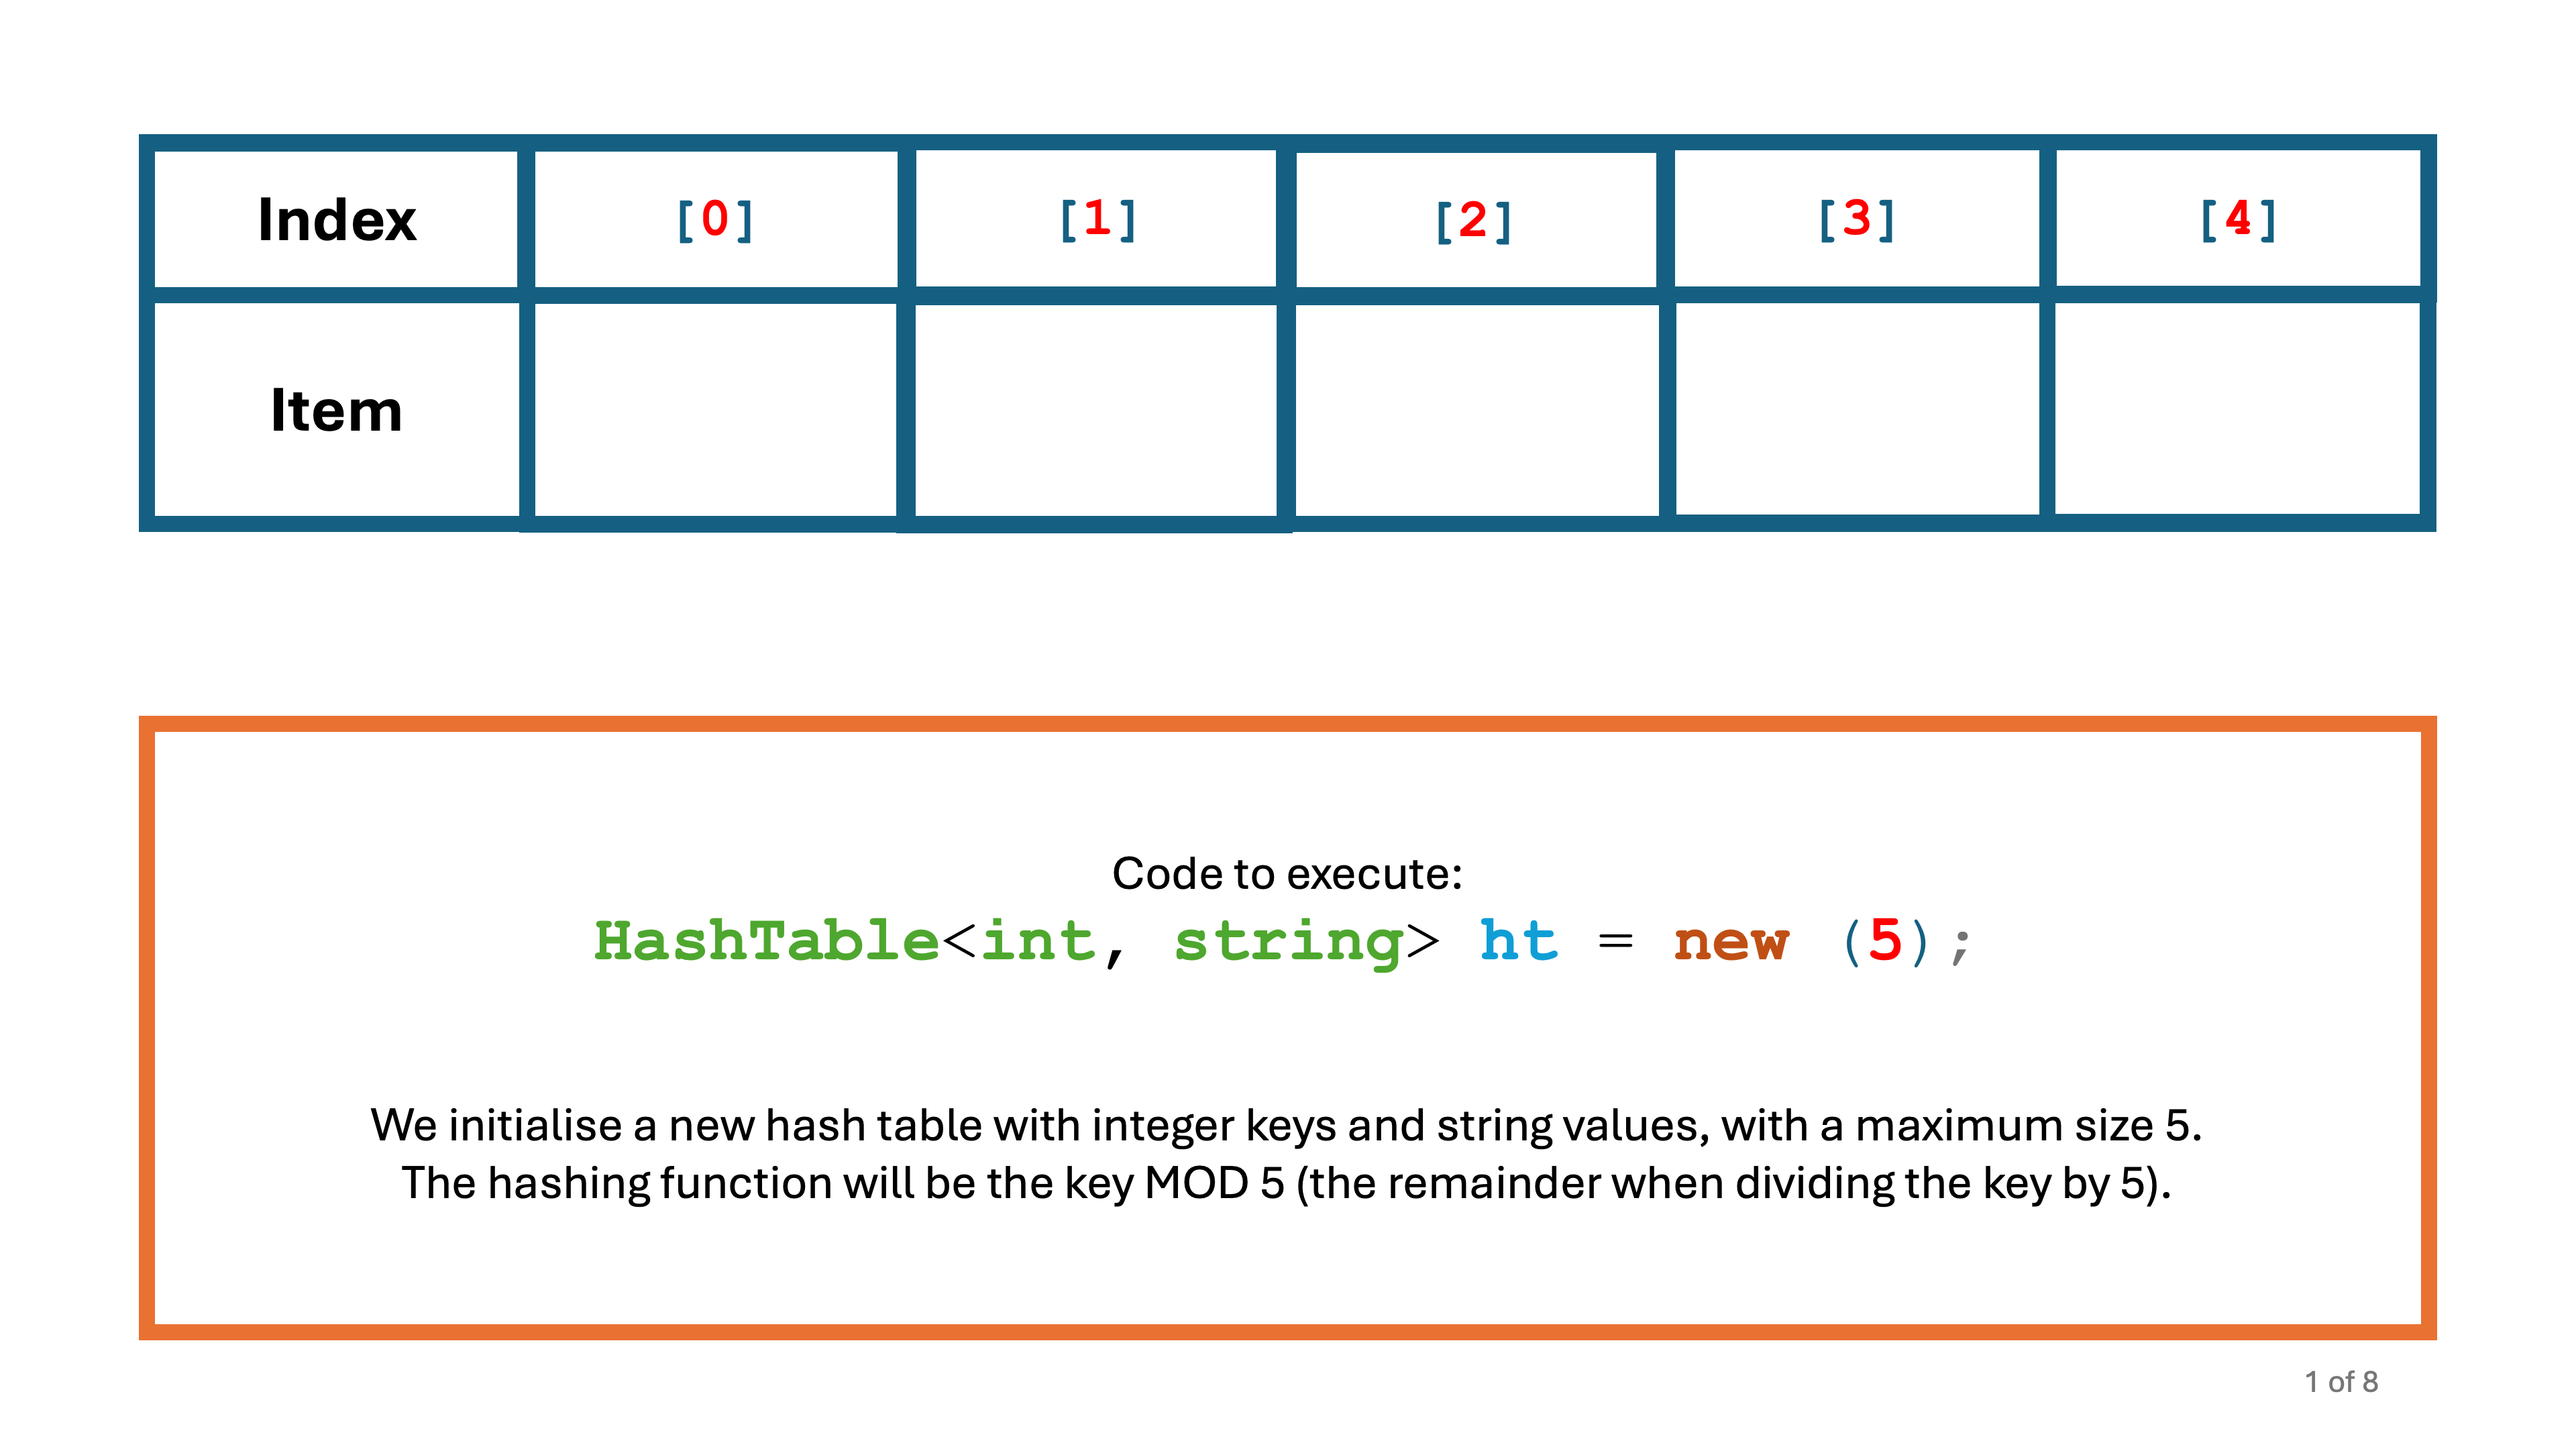 Index [0] [1] [2] [3] [4]
Item
Code to execute:
HashTable<int, string> ht = new (5);
We initialise a new hash table with integer keys and string values, with a maximum size 5.
The hashing function will be the key MOD 5 (the remainder when dividing the key by 5).
1 of 8